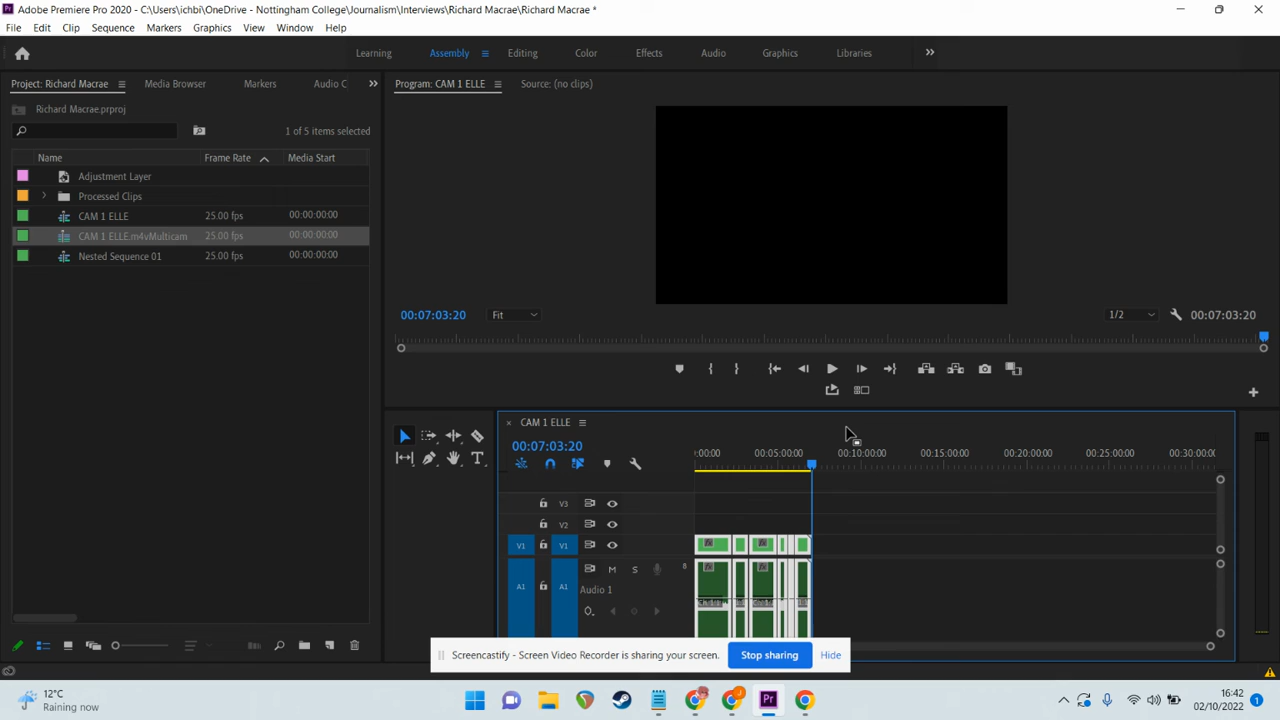 Adobe Premiere Pro 2020 - C:\Users\ichbi\OneDrive - Nottingham College\Journalism\Interviews\Richard Macrae\Richard Macrae *
File Edit Clip Sequence Markers Graphics View Window Help
Learning Assembly Editing Color Effects Audio Graphics Libraries
Project: Richard Macrae Media Browser Markers Audio C
Program: CAM 1 ELLE Source: (no clips)
Richard Macrae.prproj
1 of 5 items selected
Name Frame Rate Media Start
Adjustment Layer
Processed Clips
CAM 1 ELLE 25.00 fps 00:00:00:00
CAM 1 ELLE.m4vMulticam 25.00 fps 00:00:00:00
Nested Sequence 01 25.00 fps 00:00:00:00
00:07:03:20 Fit 1/2 00:07:03:20
CAM 1 ELLE
00:07:03:20
:00:00 00:05:00:00 00:10:00:00 00:15:00:00 00:20:00:00 00:25:00:00 00:30:00:00
V3
V2
V1 V1
A1 M S 8
Audio 1
Screencastify - Screen Video Recorder is sharing your screen. Stop sharing Hide
12°C
Raining now
16:42
02/10/2022
1